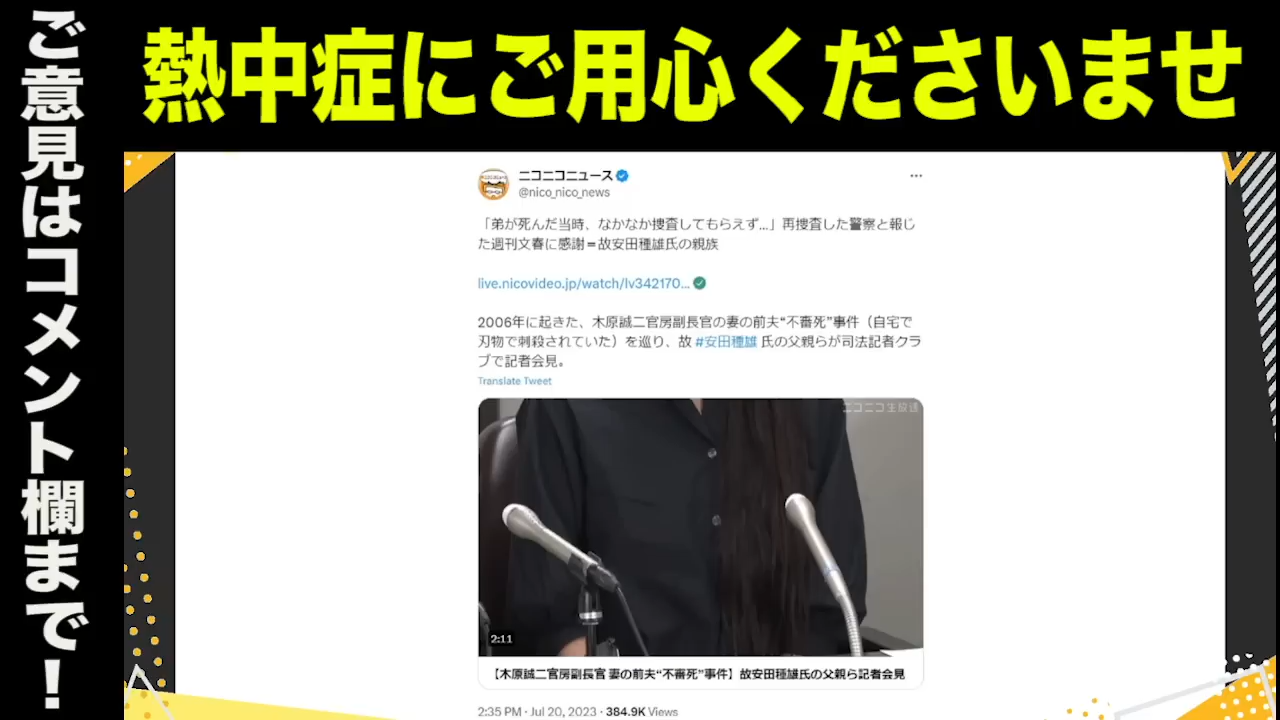 ご意見はコメント欄まで!
熱中症にご用心くださいませ
ニコニコニュース
@nico_nico_news
「弟が死んだ当時、なかなか捜査してもらえず...」再捜査した警察と報じ
た週刊文春に感謝＝故安田種雄氏の親族
live.nicovideo.jp/watch/lv342170...
2006年に起きた、木原誠二官房副長官の妻の前夫“不審死”事件（自宅で
刃物で刺殺されていた）を巡り、故 #安田種雄 氏の父親らが司法記者クラ
ブで記者会見。
Translate Tweet
ニコニコ生放送
2:11
【木原誠二官房副長官 妻の前夫“不審死”事件】故安田種雄氏の父親ら記者会見
2:35 PM · Jul 20, 2023 · 384.9K Views